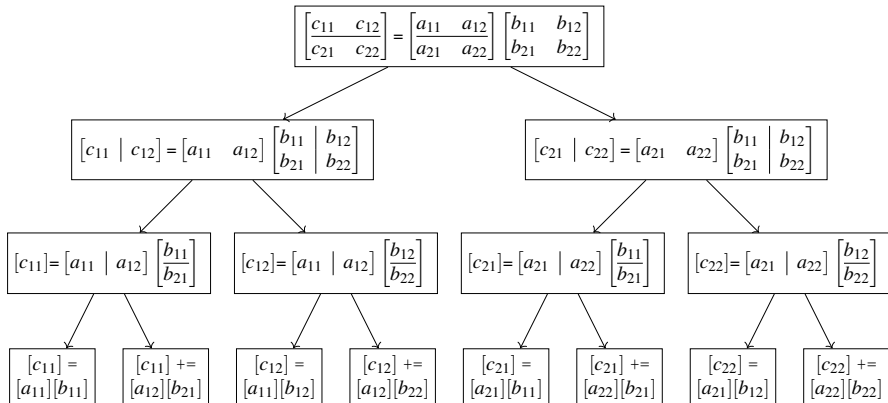 [c₁₁ c₁₂; c₂₁ c₂₂] = [a₁₁ a₁₂; a₂₁ a₂₂] [b₁₁ b₁₂; b₂₁ b₂₂]
[c₁₁ | c₁₂] = [a₁₁ a₁₂] [b₁₁ | b₁₂; b₂₁ | b₂₂]
[c₂₁ | c₂₂] = [a₂₁ a₂₂] [b₁₁ | b₁₂; b₂₁ | b₂₂]
[c₁₁]= [a₁₁ | a₁₂] [b₁₁; b₂₁]
[c₁₂]= [a₁₁ | a₁₂] [b₁₂; b₂₂]
[c₂₁]= [a₂₁ | a₂₂] [b₁₁; b₂₁]
[c₂₂]= [a₂₁ | a₂₂] [b₁₂; b₂₂]
[c₁₁] =
[a₁₁][b₁₁]
[c₁₁] +=
[a₁₂][b₂₁]
[c₁₂] =
[a₁₁][b₁₂]
[c₁₂] +=
[a₁₂][b₂₂]
[c₂₁] =
[a₂₁][b₁₁]
[c₂₁] +=
[a₂₂][b₂₁]
[c₂₂] =
[a₂₁][b₁₂]
[c₂₂] +=
[a₂₂][b₂₂]